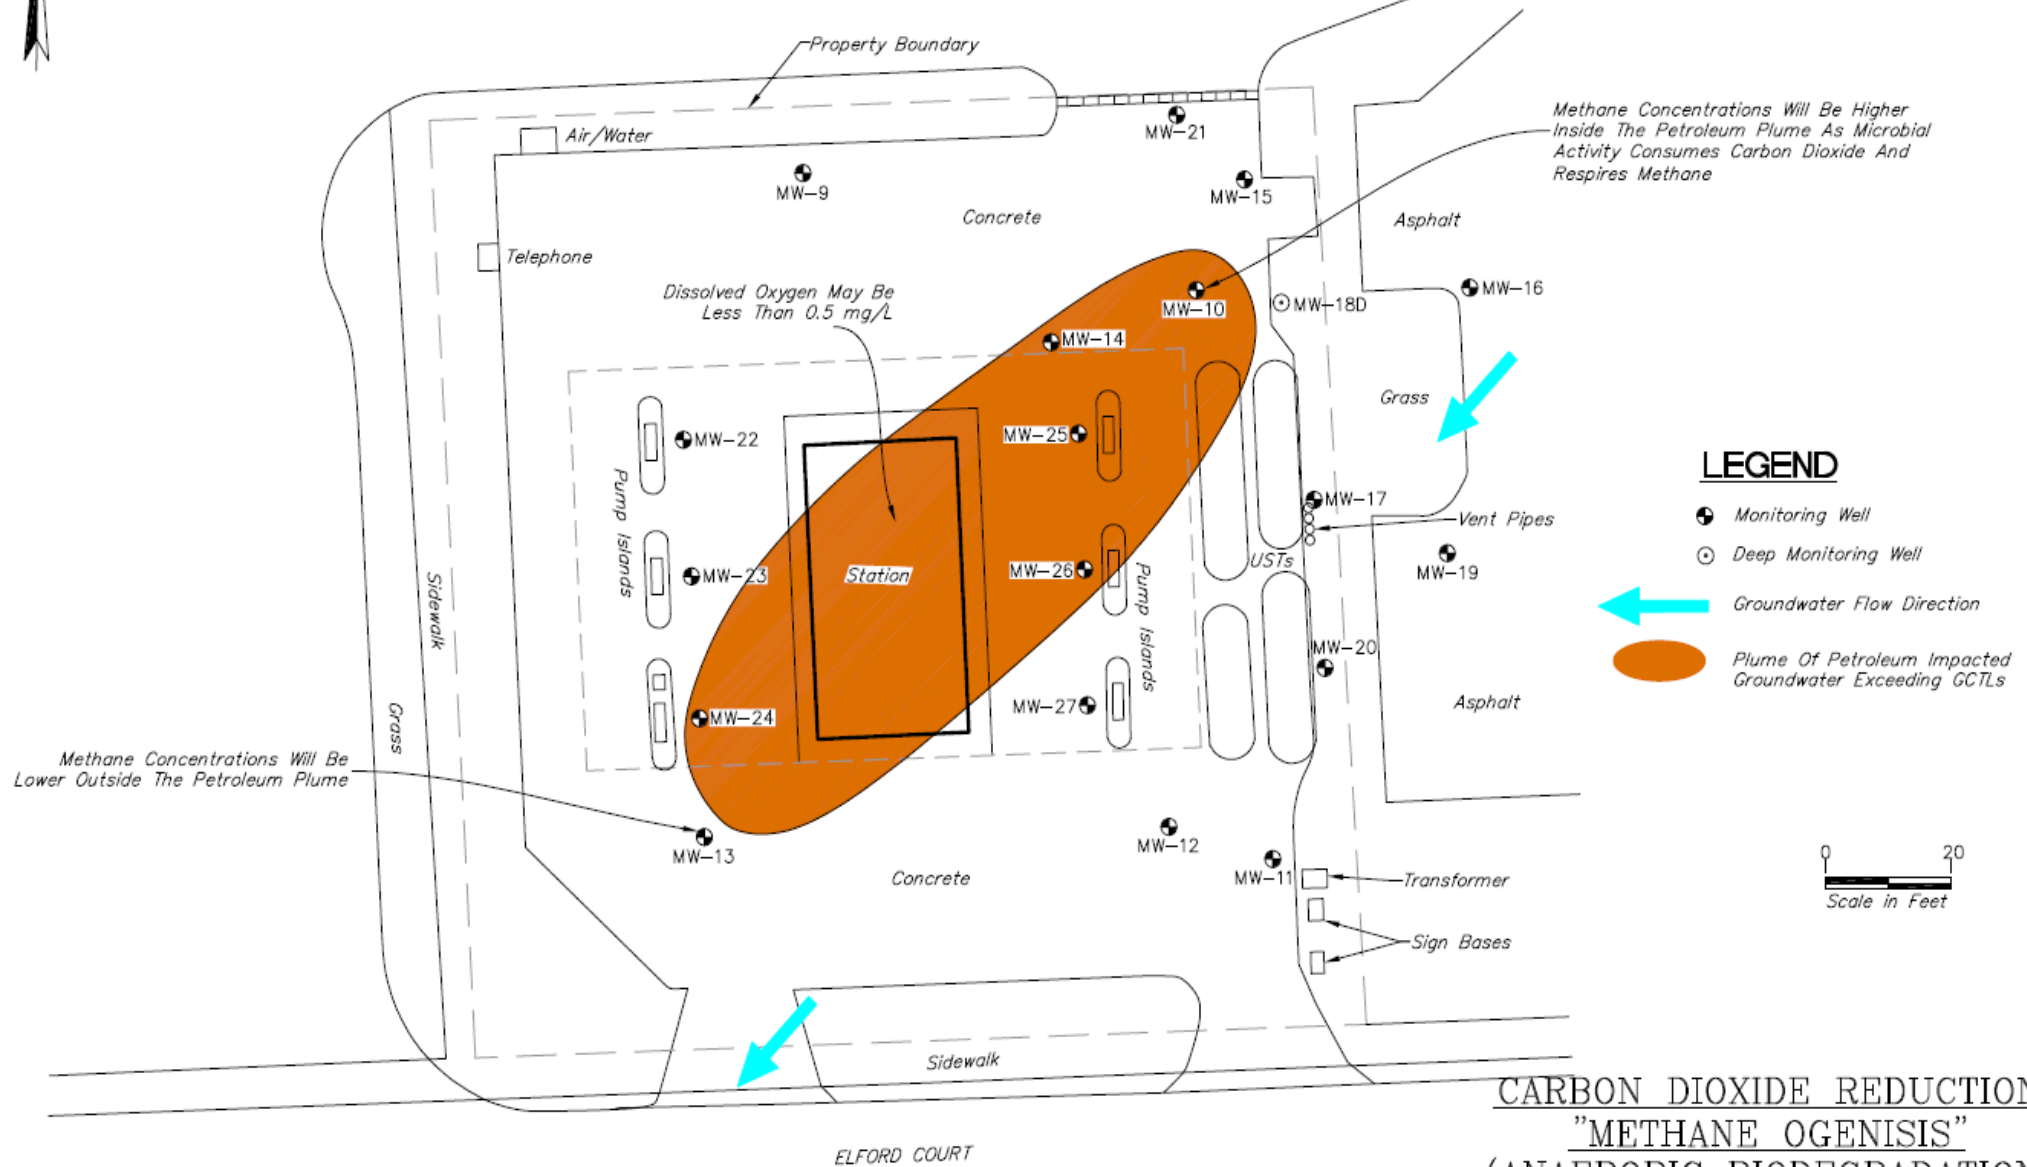 Property Boundary
Air/Water
MW-21
MW-9
MW-15
Methane Concentrations Will Be Higher
Inside The Petroleum Plume As Microbial
Activity Consumes Carbon Dioxide And
Respires Methane
Concrete
Asphalt
Telephone
Dissolved Oxygen May Be
Less Than 0.5 mg/L
MW-10
MW-18D
MW-16
MW-14
Grass
MW-22
MW-25
Pump Islands
MW-17
Vent Pipes
LEGEND
Monitoring Well
Deep Monitoring Well
Groundwater Flow Direction
Plume Of Petroleum Impacted
Groundwater Exceeding GCTLs
MW-23
Station
MW-26
USTs
MW-19
Pump Islands
Sidewalk
MW-20
MW-24
MW-27
Asphalt
Grass
Methane Concentrations Will Be
Lower Outside The Petroleum Plume
MW-13
MW-12
MW-11
Concrete
Transformer
Sign Bases
0 20
Scale in Feet
Sidewalk
ELFORD COURT
CARBON DIOXIDE REDUCTION
"METHANE OGENISIS"
(ANAEROBIC BIODEGRADATION